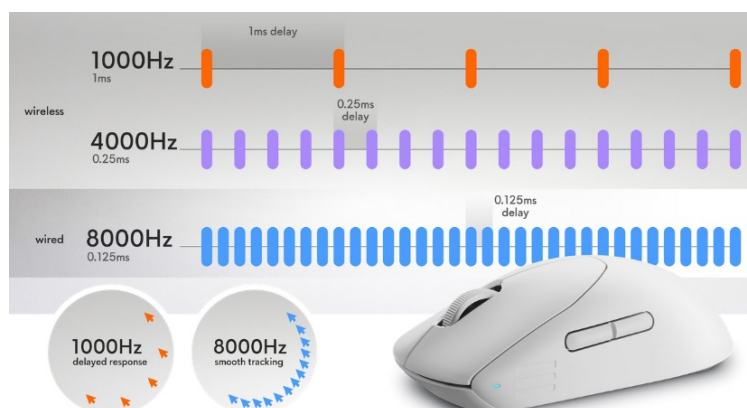 1ms delay
1000Hz
1ms
wireless
0.25ms
delay
4000Hz
0.25ms
0.125ms
delay
wired
8000Hz
0.125ms
1000Hz
delayed response
8000Hz
smooth tracking